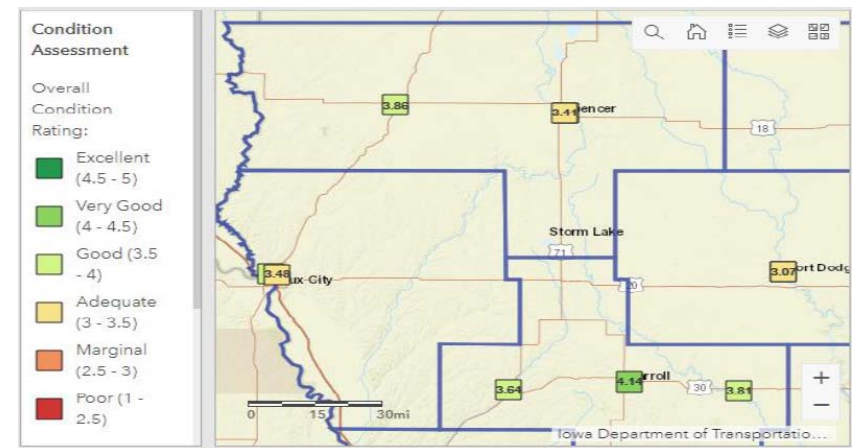 Condition
Assessment
Overall
Condition
Rating:
Excellent
(4.5 - 5)
Very Good
(4 - 4.5)
Good (3.5
- 4)
Adequate
(3 - 3.5)
Marginal
(2.5 - 3)
Poor (1 -
2.5)
3.86
3.41 encer
18
Storm Lake
71
3.48 ux City
3.07 ort Dodg
20
3.64
4.14 rroll
30
3.81
+
−
0 15 30mi
Iowa Department of Transportatio...